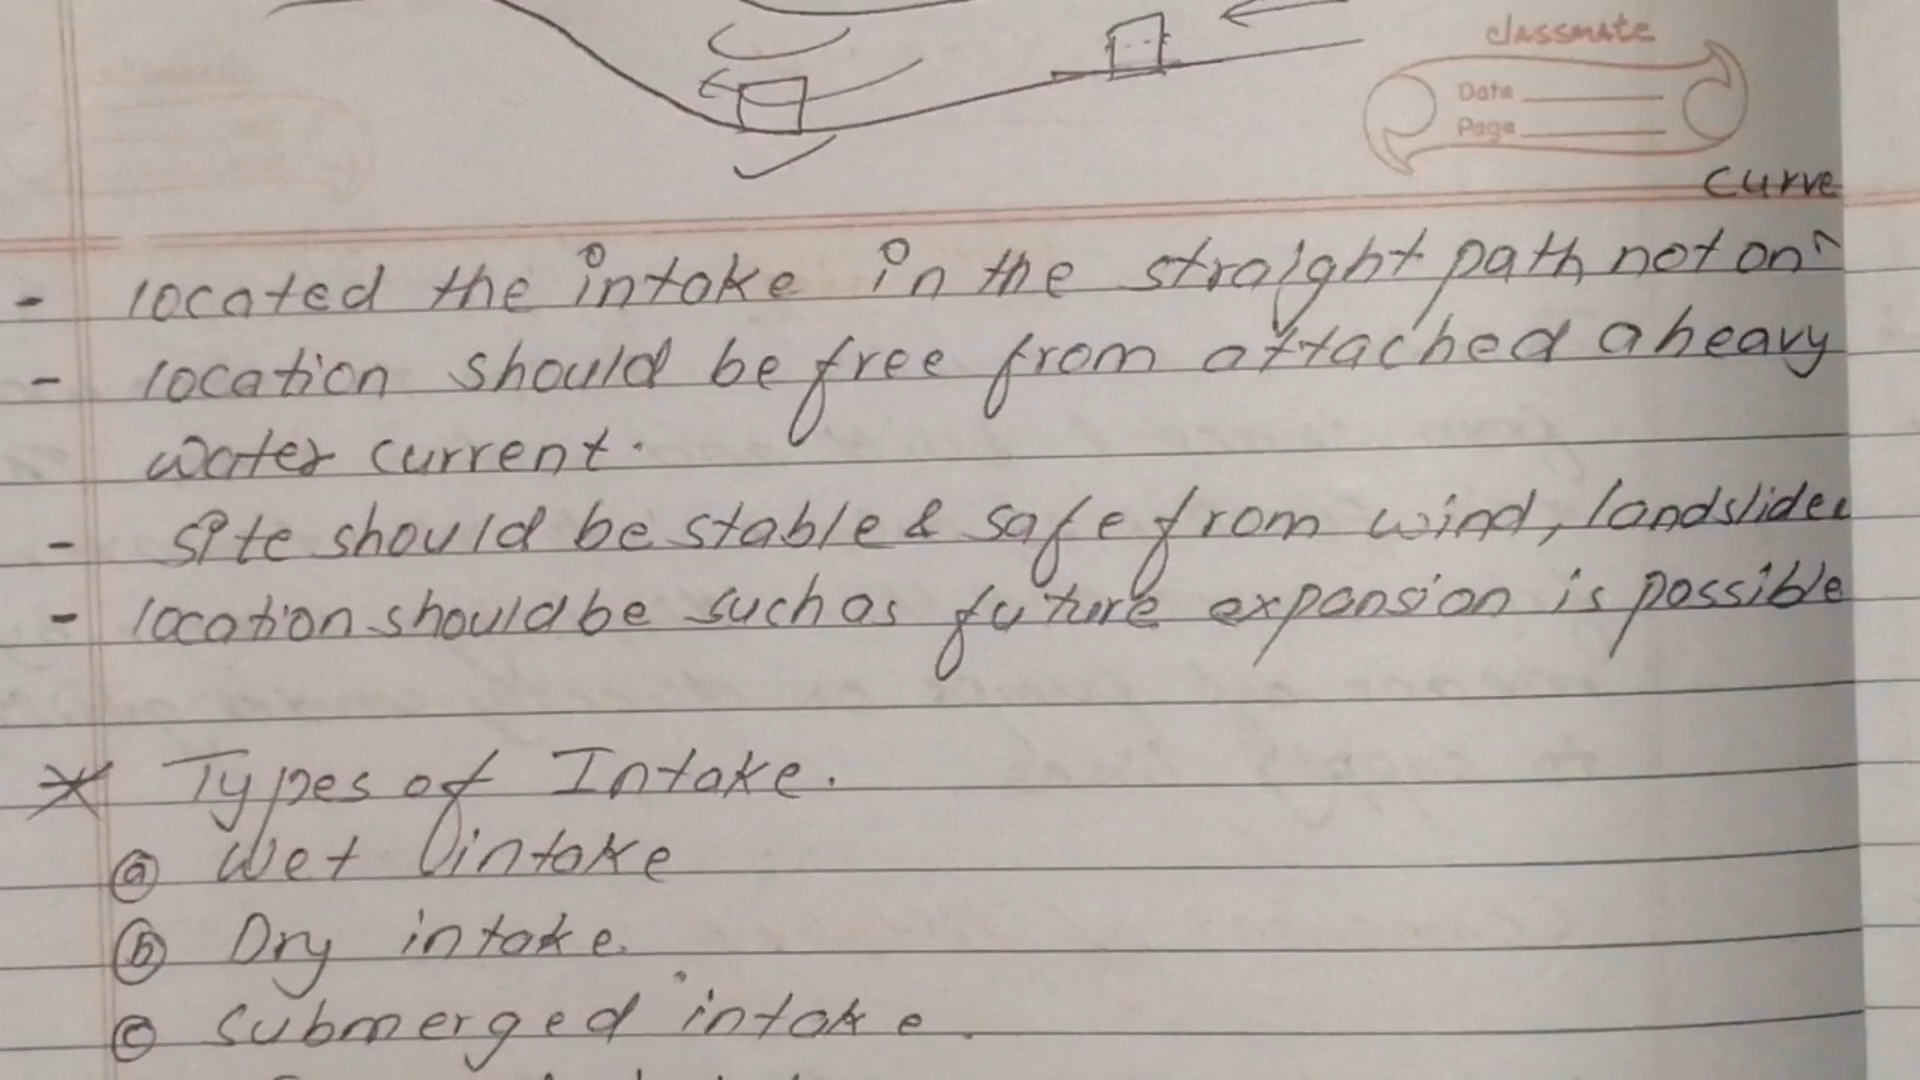 classmate
Date
Page
curve
- located the intake in the straight path not on ^
- location should be free from attached a heavy
water current.
- site should be stable & safe from wind, landslides
- location should be such as future expansion is possible
* Types of Intake.
(a) Wet intake
(b) Dry intake.
(c) submerged intake.